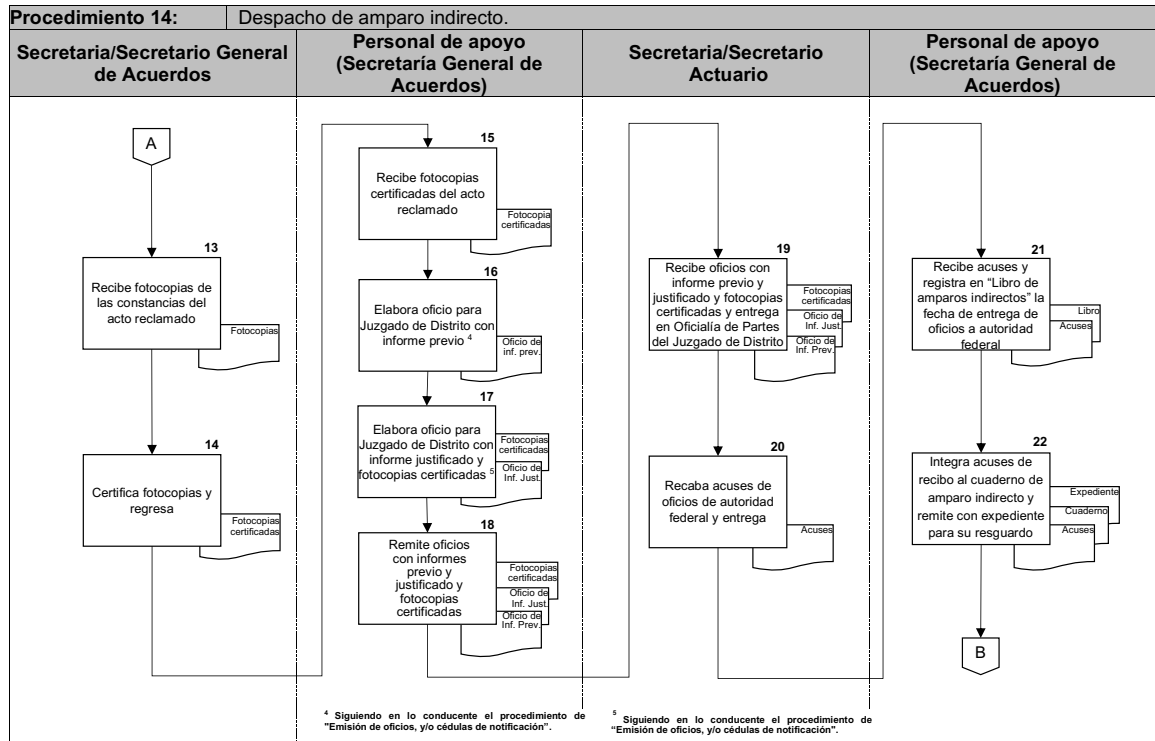 Procedimiento 14: Despacho de amparo indirecto.
Secretaria/Secretario General
de Acuerdos
Personal de apoyo
(Secretaría General de
Acuerdos)
Secretaria/Secretario
Actuario
Personal de apoyo
(Secretaría General de
Acuerdos)
A
13
Recibe fotocopias de
las constancias del
acto reclamado
Fotocopias
14
Certifica fotocopias y
regresa
Fotocopias
certificadas
15
Recibe fotocopias
certificadas del acto
reclamado
Fotocopia
certificadas
16
Elabora oficio para
Juzgado de Distrito con
informe previo 4
Oficio de
inf. prev.
17
Elabora oficio para
Juzgado de Distrito con
informe justificado y
fotocopias certificadas 5
Fotocopias
certificadas
Oficio de
Inf. Just.
18
Remite oficios
con informes
previo y
justificado y
fotocopias
certificadas
Fotocopias
certificadas
Oficio de
Inf. Just.
Oficio de
Inf. Prev.
19
Recibe oficios con
informe previo y
justificado y fotocopias
certificadas y entrega
en Oficialía de Partes
del Juzgado de Distrito
Fotocopias
certificadas
Oficio de
Inf. Just.
Oficio de
Inf. Prev.
20
Recaba acuses de
oficios de autoridad
federal y entrega
Acuses
21
Recibe acuses y
registra en "Libro de
amparos indirectos" la
fecha de entrega de
oficios a autoridad
federal
Libro
Acuses
22
Integra acuses de
recibo al cuaderno de
amparo indirecto y
remite con expediente
para su resguardo
Expediente
Cuaderno
Acuses
B
4 Siguiendo en lo conducente el procedimiento de
"Emisión de oficios, y/o cédulas de notificación".
5 Siguiendo en lo conducente el procedimiento de
"Emisión de oficios, y/o cédulas de notificación".